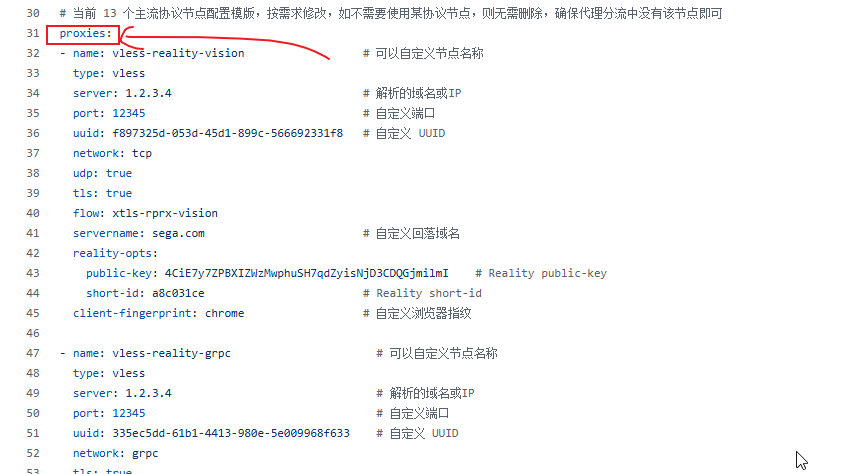 30 # 当前 13 个主流协议节点配置模版，按需求修改，如不需要使用某协议节点，则无需删除，确保代理分流中没有该节点即可
31 proxies:
32 - name: vless-reality-vision # 可以自定义节点名称
33 type: vless
34 server: 1.2.3.4 # 解析的域名或IP
35 port: 12345 # 自定义端口
36 uuid: f897325d-053d-45d1-899c-566692331f8 # 自定义 UUID
37 network: tcp
38 udp: true
39 tls: true
40 flow: xtls-rprx-vision
41 servername: sega.com # 自定义回落域名
42 reality-opts:
43 public-key: 4CiE7y7ZPBXIZWzMwphuSH7qdZyisNjD3CDQGjmilmI # Reality public-key
44 short-id: a8c031ce # Reality short-id
45 client-fingerprint: chrome # 自定义浏览器指纹
46
47 - name: vless-reality-grpc # 可以自定义节点名称
48 type: vless
49 server: 1.2.3.4 # 解析的域名或IP
50 port: 12345 # 自定义端口
51 uuid: 335ec5dd-61b1-4413-980e-5e009968f633 # 自定义 UUID
52 network: grpc
53 tls: true